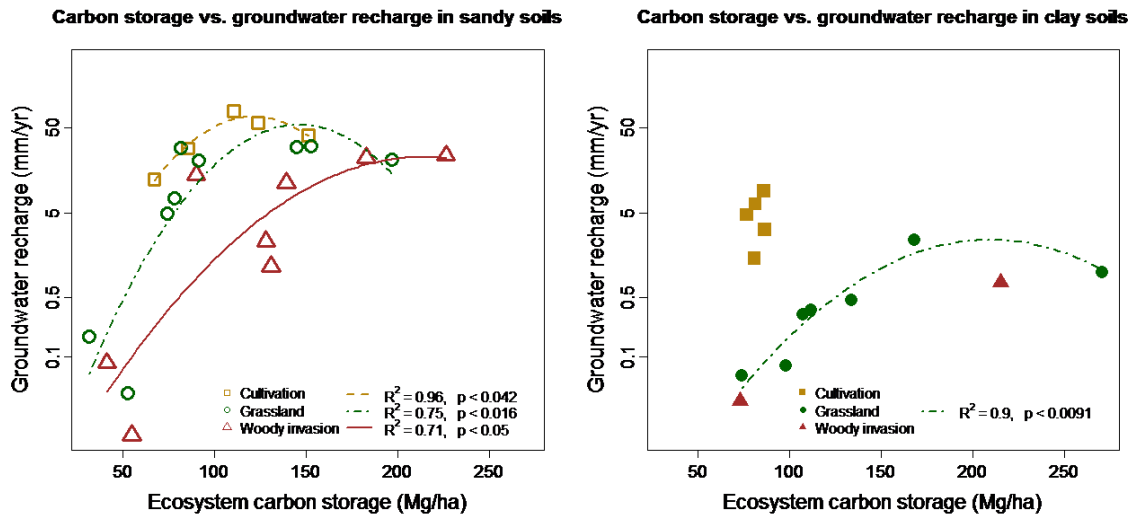 Carbon storage vs. groundwater recharge in sandy soils
Groundwater recharge (mm/yr)
50
5
0.5
0.1
Cultivation R² = 0.96, p < 0.042
Grassland R² = 0.75, p < 0.016
Woody invasion R² = 0.71, p < 0.05
50 100 150 200 250
Ecosystem carbon storage (Mg/ha)
Carbon storage vs. groundwater recharge in clay soils
Groundwater recharge (mm/yr)
50
5
0.5
0.1
Cultivation
Grassland R² = 0.9, p < 0.0091
Woody invasion
50 100 150 200 250
Ecosystem carbon storage (Mg/ha)